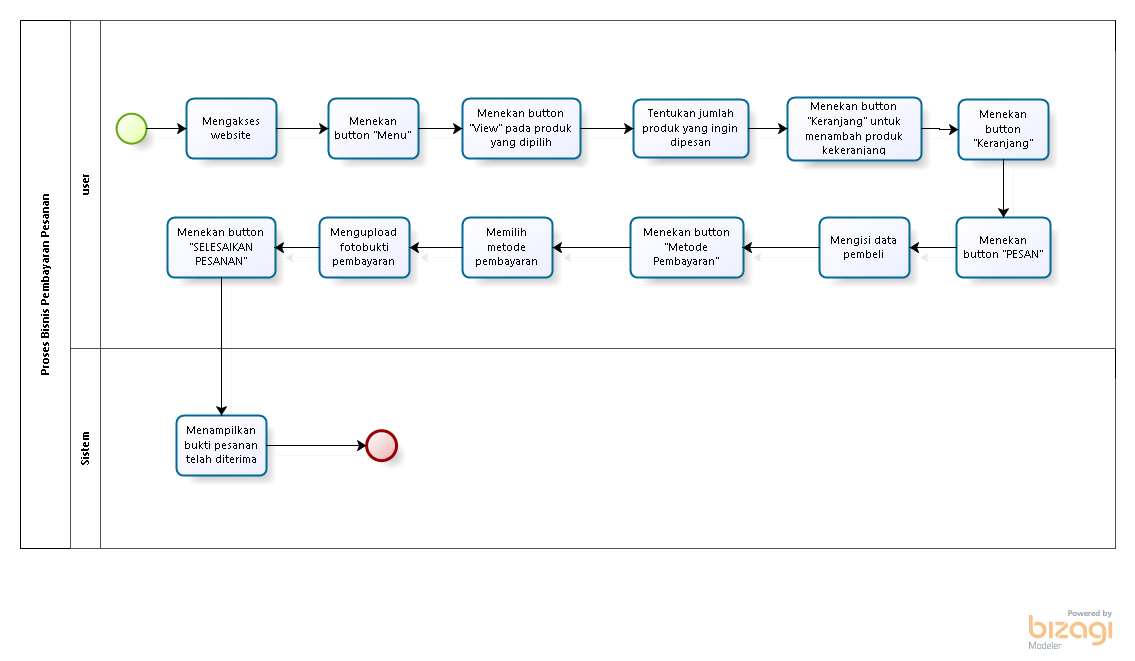 Proses Bisnis Pembayaran Pesanan
user
Mengakses
website
Menekan
button "Menu"
Menekan button
"View" pada produk
yang dipilih
Tentukan jumlah
produk yang ingin
dipesan
Menekan button
"Keranjang" untuk
menambah produk
kekeranjang
Menekan
button
"Keranjang"
Menekan
button "PESAN"
Mengisi data
pembeli
Menekan button
"Metode
Pembayaran"
Memilih
metode
pembayaran
Mengupload
fotobukti
pembayaran
Menekan button
"SELESAIKAN
PESANAN"
Sistem
Menampilkan
bukti pesanan
telah diterima
Powered by
bizagi
Modeler